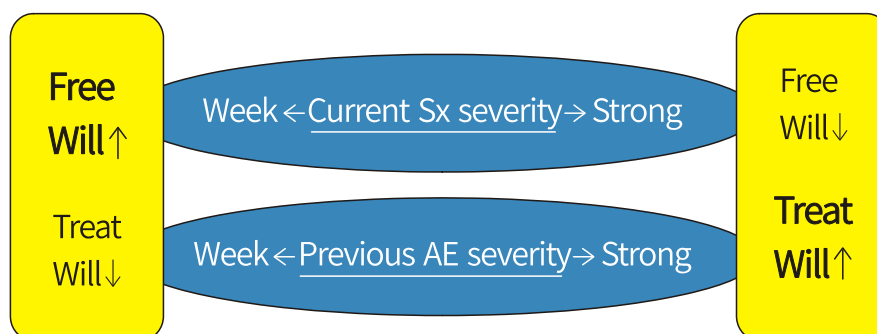 Free
Will↑
Treat
Will↓
Week ←Current Sx severity→ Strong
Week ←Previous AE severity→ Strong
Free
Will↓
Treat
Will↑